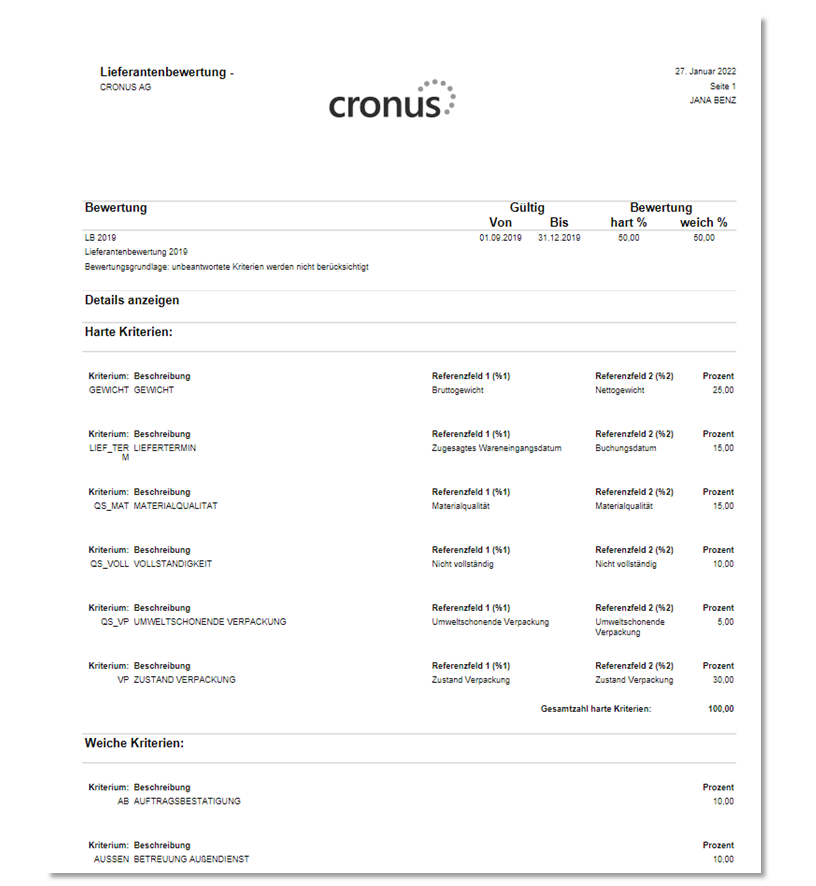 Lieferantenbewertung -
CRONUS AG
27. Januar 2022
Seite 1
JANA BENZ
cronus
Bewertung Gültig Bewertung
Von Bis hart % weich %
LB 2019 01.09.2019 31.12.2019 50,00 50,00
Lieferantenbewertung 2019
Bewertungsgrundlage: unbeantwortete Kriterien werden nicht berücksichtigt
Details anzeigen
Harte Kriterien:
Kriterium: Beschreibung Referenzfeld 1 (%1) Referenzfeld 2 (%2) Prozent
GEWICHT GEWICHT Bruttogewicht Nettogewicht 25,00
Kriterium: Beschreibung Referenzfeld 1 (%1) Referenzfeld 2 (%2) Prozent
LIEF_TER LIEFERTERMIN Zugesagtes Wareneingangsdatum Buchungsdatum 15,00
M
Kriterium: Beschreibung Referenzfeld 1 (%1) Referenzfeld 2 (%2) Prozent
QS_MAT MATERIALQUALITAT Materialqualität Materialqualität 15,00
Kriterium: Beschreibung Referenzfeld 1 (%1) Referenzfeld 2 (%2) Prozent
QS_VOLL VOLLSTANDIGKEIT Nicht vollständig Nicht vollständig 10,00
Kriterium: Beschreibung Referenzfeld 1 (%1) Referenzfeld 2 (%2) Prozent
QS_VP UMWELTSCHONENDE VERPACKUNG Umweltschonende Verpackung Umweltschonende 5,00
Verpackung
Kriterium: Beschreibung Referenzfeld 1 (%1) Referenzfeld 2 (%2) Prozent
VP ZUSTAND VERPACKUNG Zustand Verpackung Zustand Verpackung 30,00
Gesamtzahl harte Kriterien: 100,00
Weiche Kriterien:
Kriterium: Beschreibung Prozent
AB AUFTRAGSBESTATIGUNG 10,00
Kriterium: Beschreibung Prozent
AUSSEN BETREUUNG AUßENDIENST 10,00